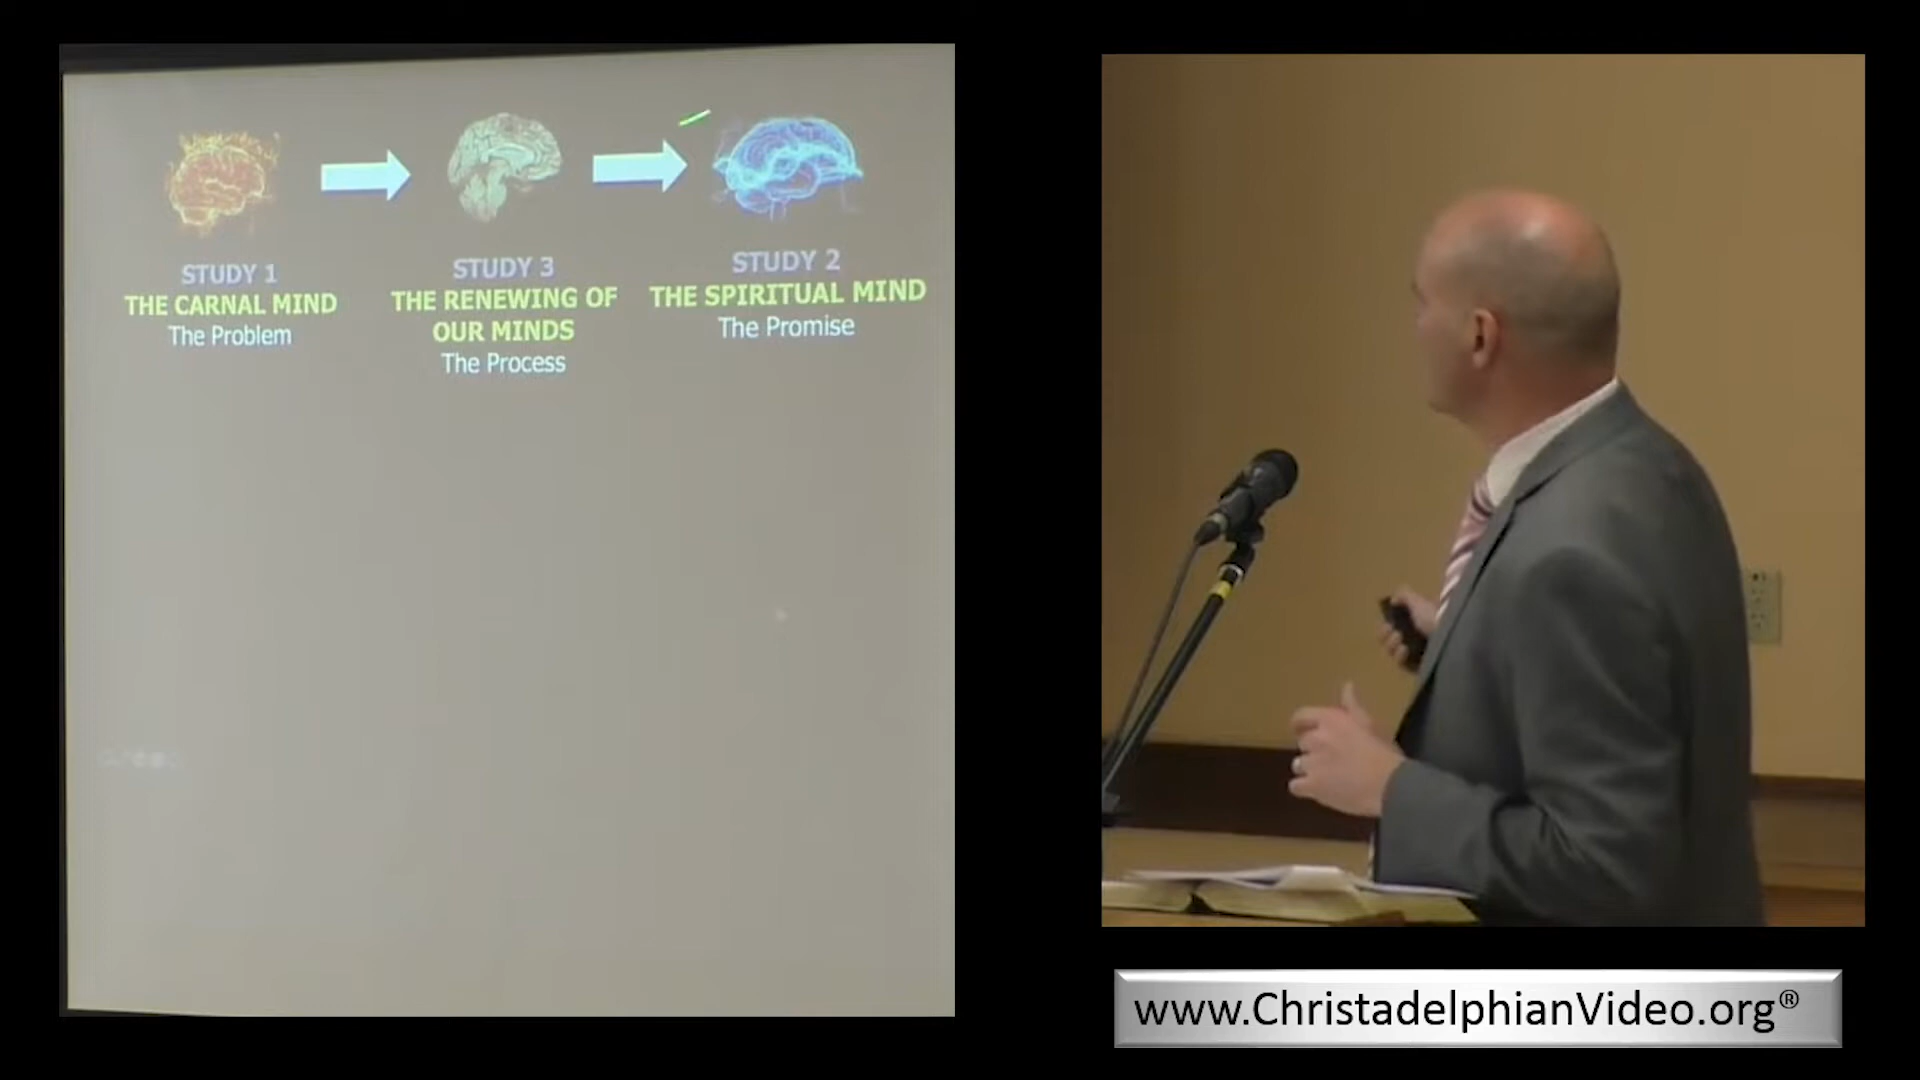 STUDY 1
THE CARNAL MIND
The Problem
STUDY 3
THE RENEWING OF
OUR MINDS
The Process
STUDY 2
THE SPIRITUAL MIND
The Promise
www.ChristadelphianVideo.org®